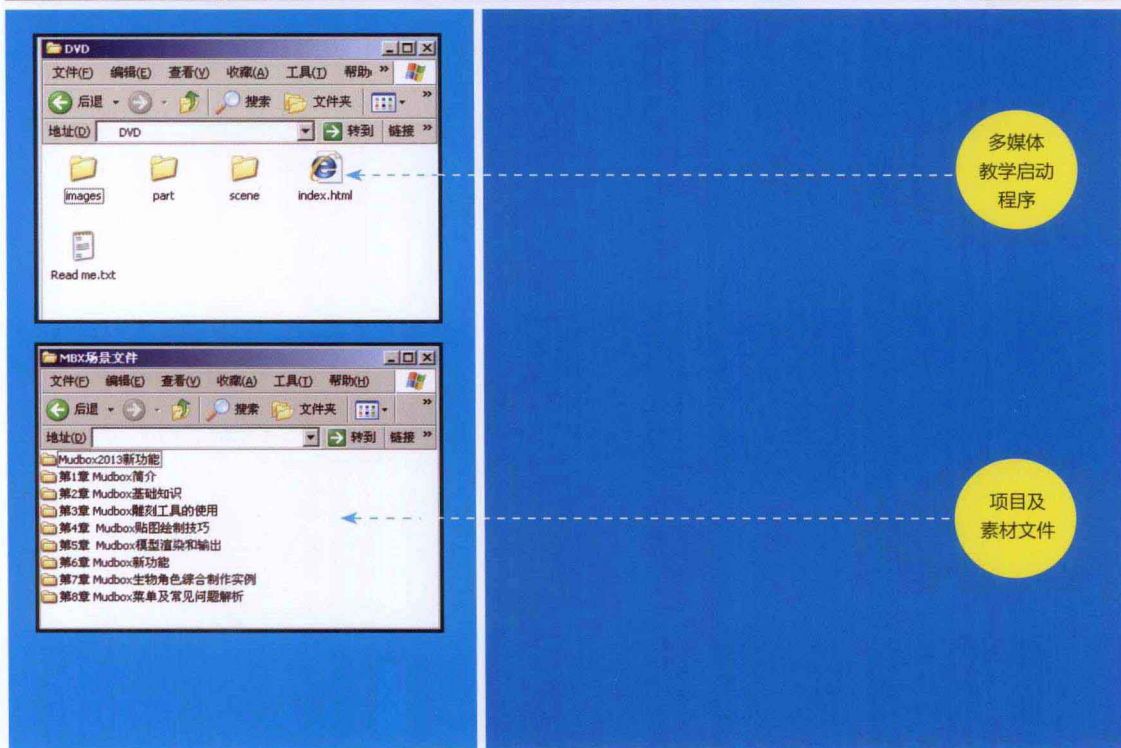 DVD
文件(F) 编辑(E) 查看(V) 收藏(A) 工具(T) 帮助 »
后退 搜索 文件夹 »
地址(D) DVD 转到 链接 »
images part scene index.html
Read me.txt
多媒体
教学启动
程序
MBX场景文件
文件(F) 编辑(E) 查看(V) 收藏(A) 工具(T) 帮助(H)
后退 搜索 文件夹 »
地址(D) 转到 链接 »
Mudbox2013新功能
第1章 Mudbox简介
第2章 Mudbox基础知识
第3章 Mudbox雕刻工具的使用
第4章 Mudbox贴图绘制技巧
第5章 Mudbox模型渲染和输出
第6章 Mudbox新功能
第7章 Mudbox生物角色综合制作实例
第8章 Mudbox菜单及常见问题解析
项目及
素材文件